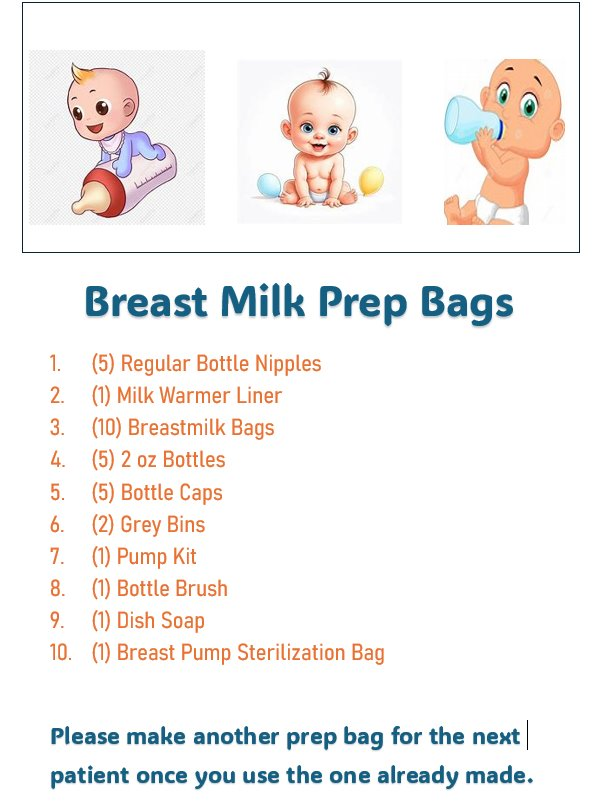 Breast Milk Prep Bags
1. (5) Regular Bottle Nipples
2. (1) Milk Warmer Liner
3. (10) Breastmilk Bags
4. (5) 2 oz Bottles
5. (5) Bottle Caps
6. (2) Grey Bins
7. (1) Pump Kit
8. (1) Bottle Brush
9. (1) Dish Soap
10. (1) Breast Pump Sterilization Bag
Please make another prep bag for the next
patient once you use the one already made.